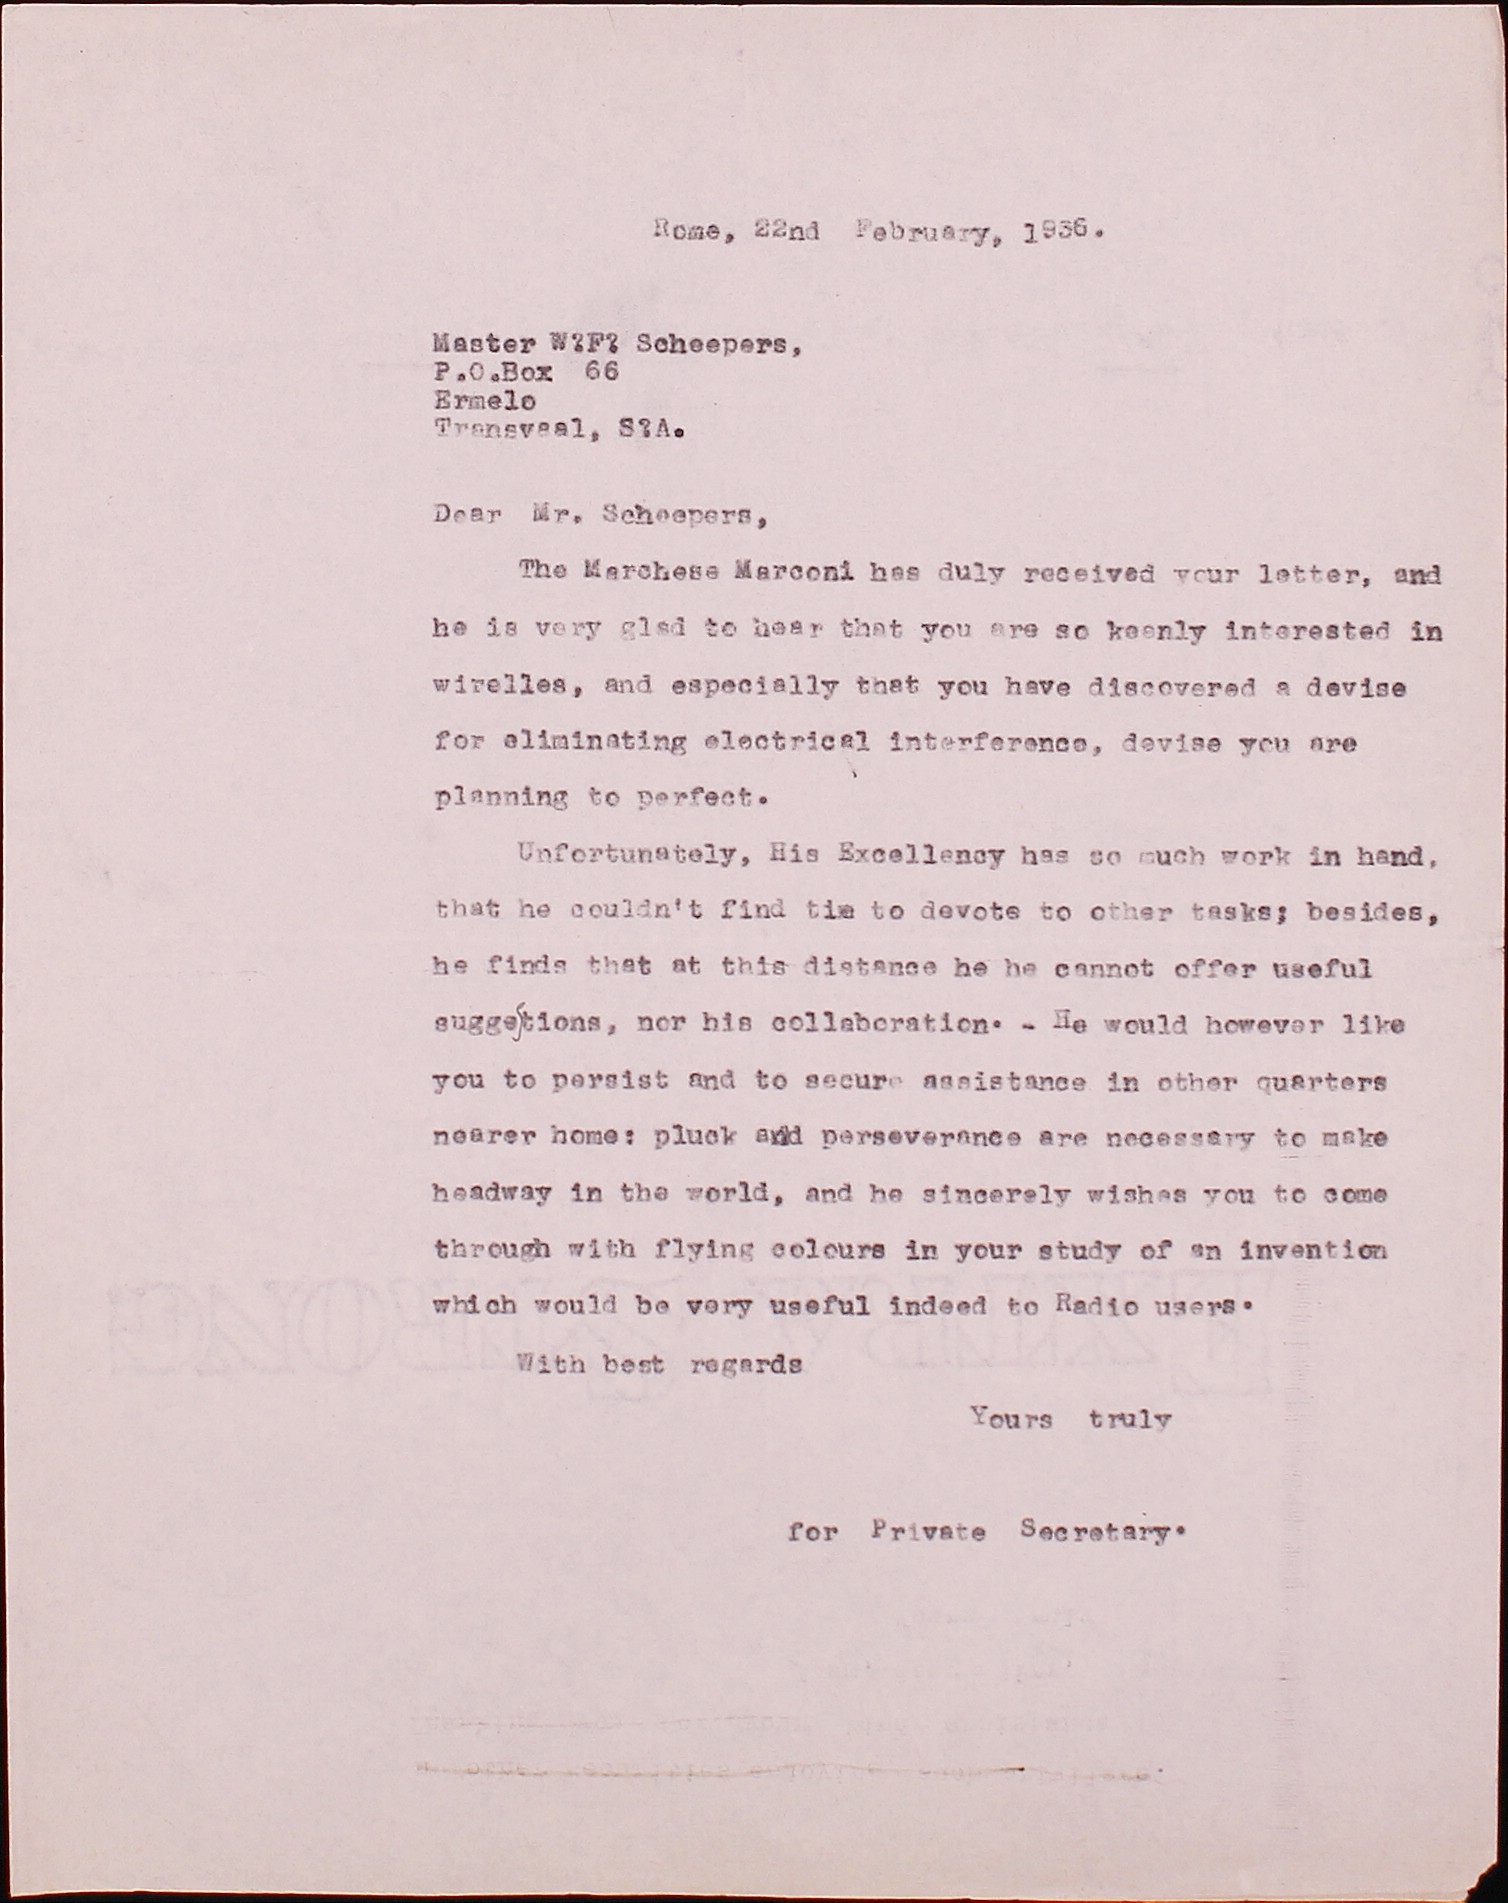 Rome, 22nd February, 1936.
Master W?F? Scheepers,
P.O.Box 66
Ermelo
Transvaal, S?A.
Dear Mr. Scheepers,
The Marchese Marconi has duly received your letter, and
he is very glad to hear that you are so keenly interested in
wirelles, and especially that you have discovered a devise
for eliminating electrical interference, devise you are
planning to perfect.
Unfortunately, His Excellency has so much work in hand,
that he couldn't find tim to devote to other tasks; besides,
he finds that at this distance he he cannot offer useful
suggestions, nor his collaboration. - He would however like
you to persist and to secure assistance in other quarters
nearer home: pluck and perseverance are necessary to make
headway in the world, and he sincerely wishes you to come
through with flying colours in your study of an invention
which would be very useful indeed to Radio users.
With best regards
Yours truly
for Private Secretary.